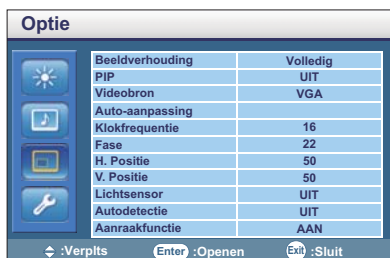 Optie
Beeldverhouding Volledig
PIP UIT
Videobron VGA
Auto-aanpassing
Klokfrequentie 16
Fase 22
H. Positie 50
V. Positie 50
Lichtsensor UIT
Autodetectie UIT
Aanraakfunctie AAN
:Verplts Enter :Openen Exit :Sluit